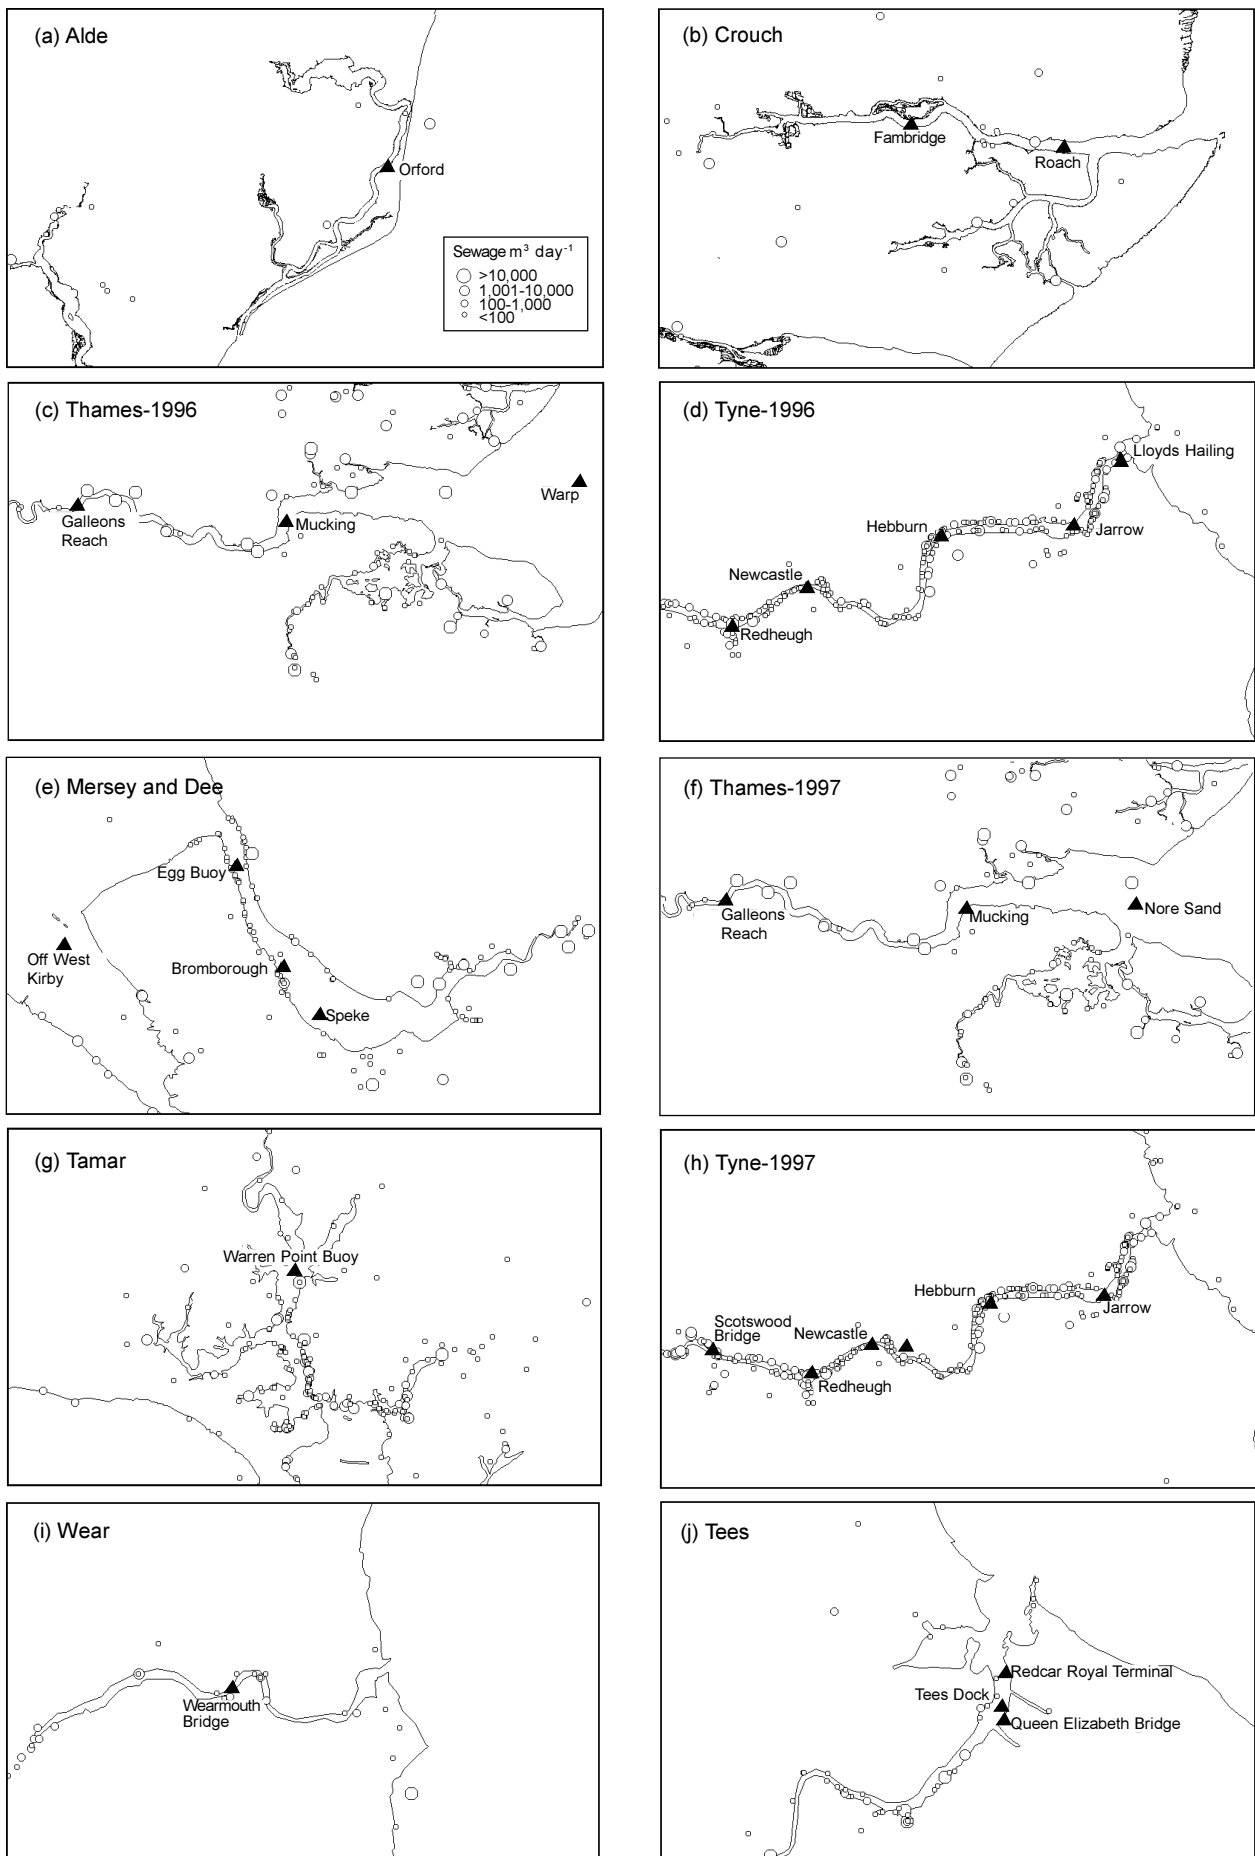 (a) Alde
Orford
Sewage m³ day⁻¹
>10,000
1,001-10,000
100-1,000
<100
(b) Crouch
Fambridge
Roach
(c) Thames-1996
Galleons
Reach
Mucking
Warp
(d) Tyne-1996
Lloyds Hailing
Hebburn
Jarrow
Newcastle
Redheugh
(e) Mersey and Dee
Egg Buoy
Off West
Kirby
Bromborough
Speke
(f) Thames-1997
Galleons
Reach
Mucking
Nore Sand
(g) Tamar
Warren Point Buoy
(h) Tyne-1997
Hebburn
Jarrow
Scotswood
Bridge
Newcastle
Redheugh
(i) Wear
Wearmouth
Bridge
(j) Tees
Redcar Royal Terminal
Tees Dock
Queen Elizabeth Bridge